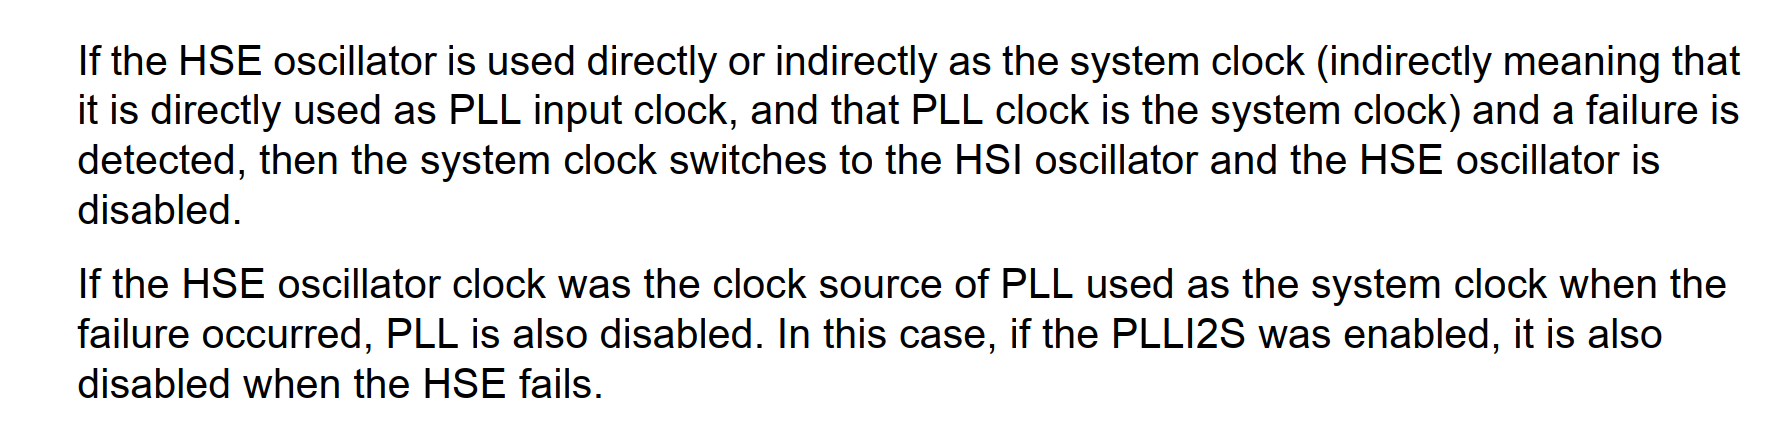 If the HSE oscillator is used directly or indirectly as the system clock (indirectly meaning that
it is directly used as PLL input clock, and that PLL clock is the system clock) and a failure is
detected, then the system clock switches to the HSI oscillator and the HSE oscillator is
disabled.
If the HSE oscillator clock was the clock source of PLL used as the system clock when the
failure occurred, PLL is also disabled. In this case, if the PLLI2S was enabled, it is also
disabled when the HSE fails.